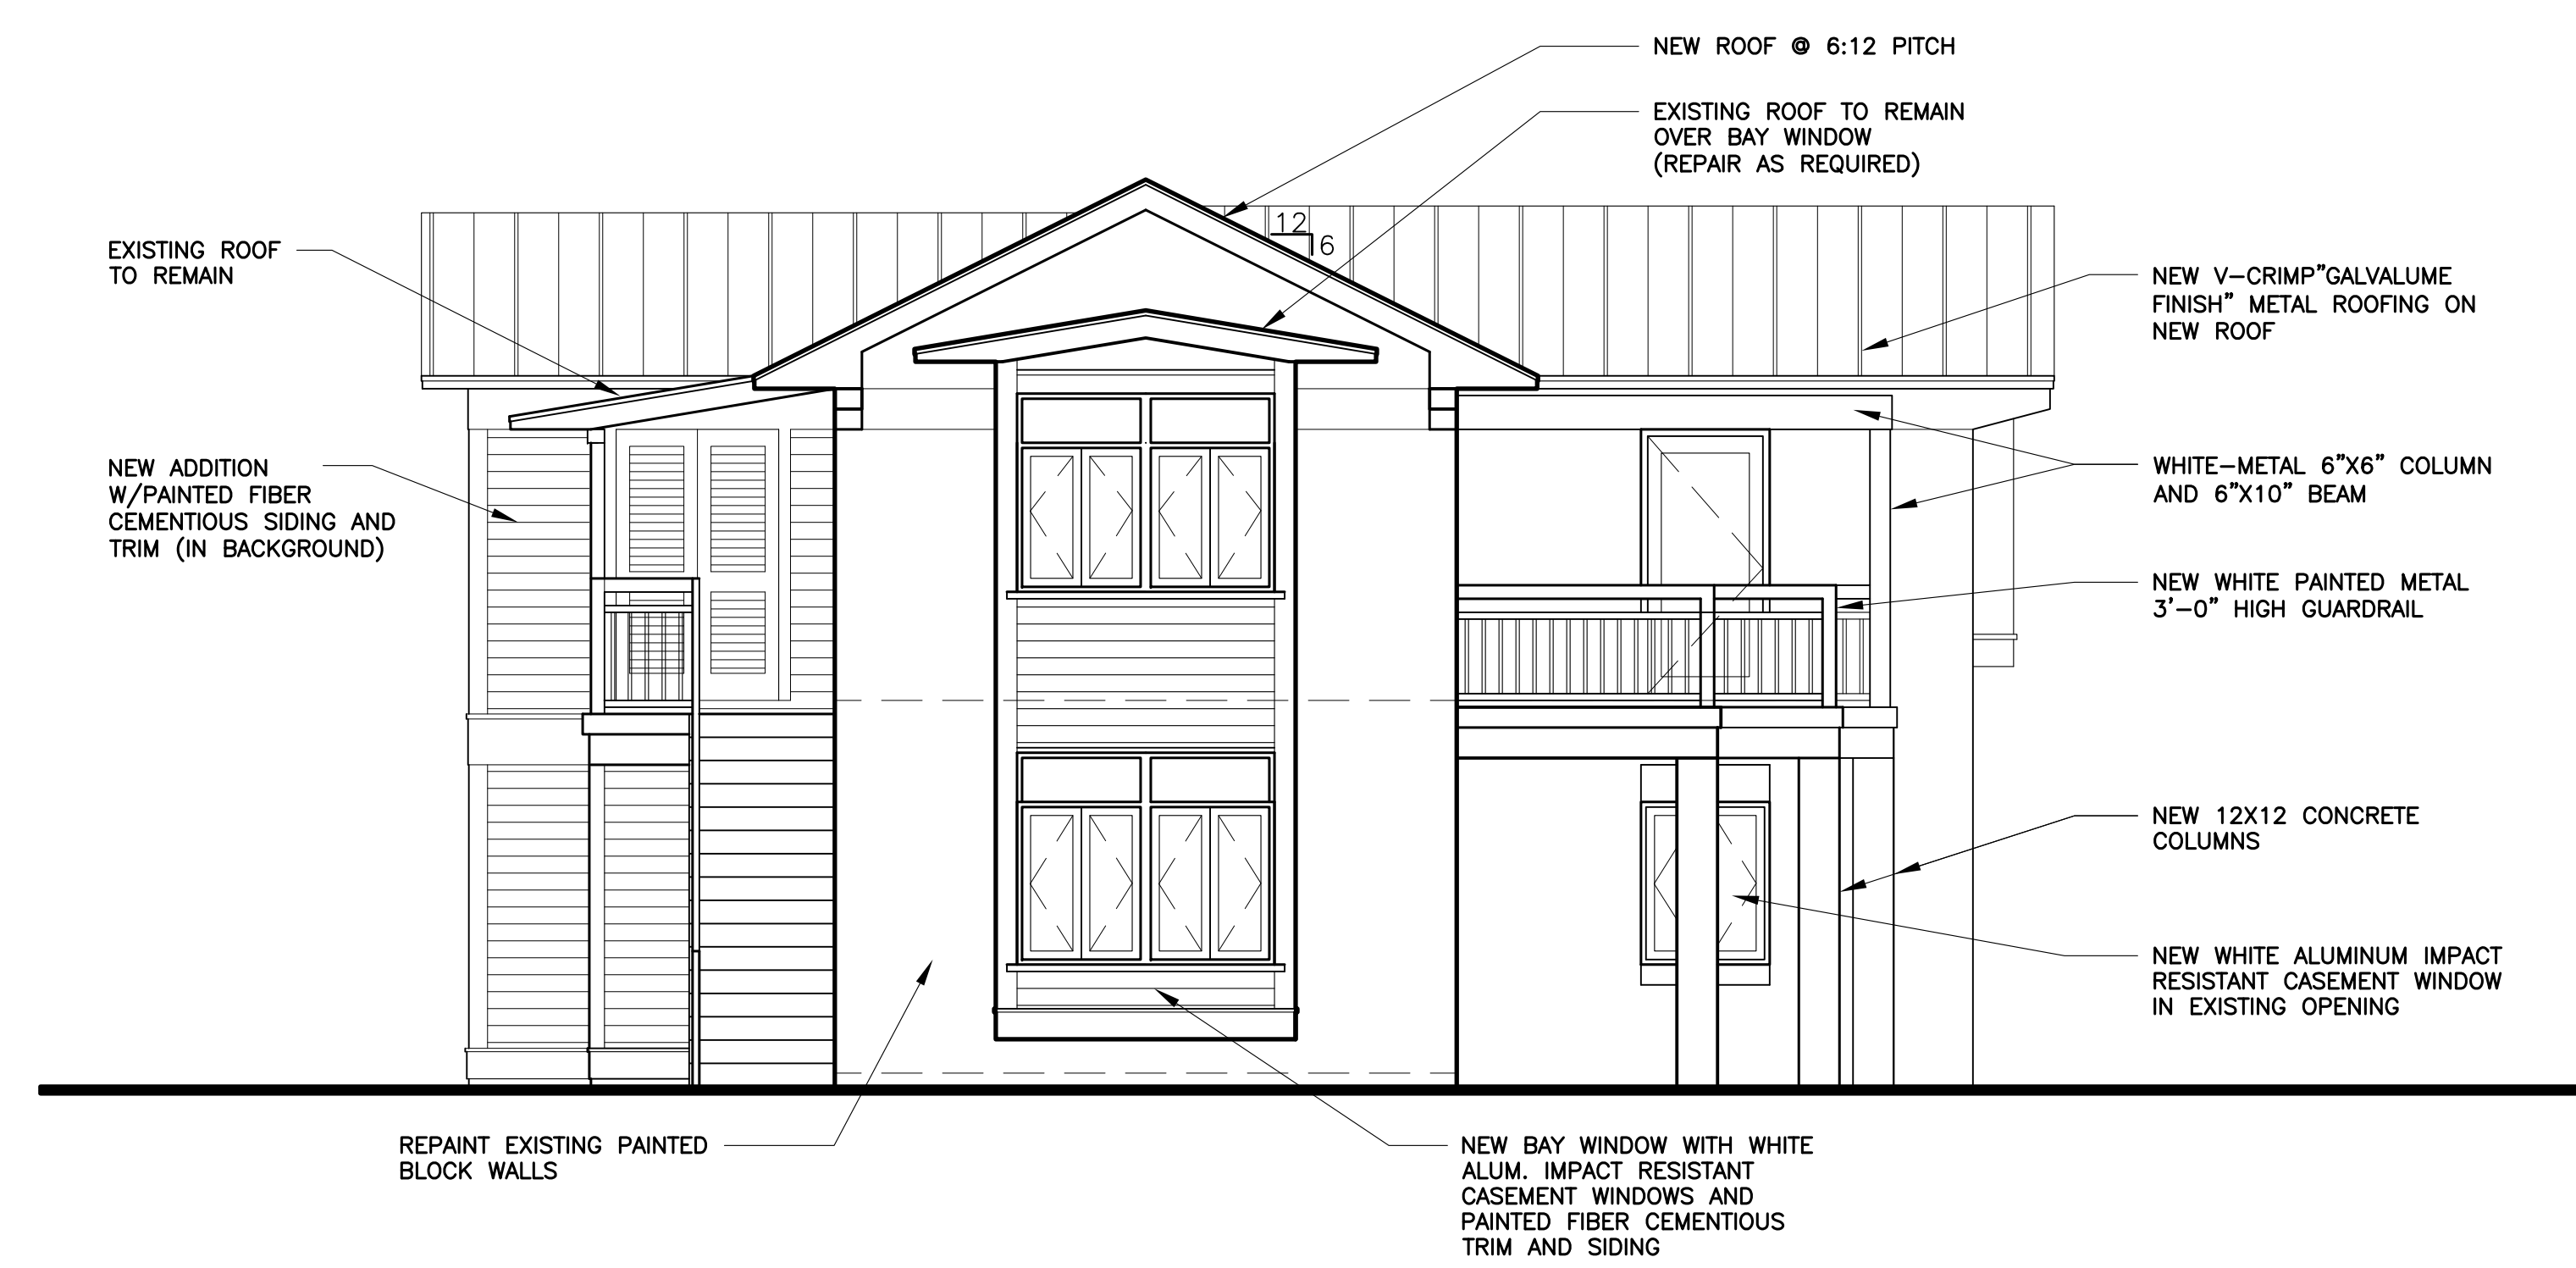 NEW ROOF @ 6:12 PITCH
EXISTING ROOF TO REMAIN
OVER BAY WINDOW
(REPAIR AS REQUIRED)
12
6
EXISTING ROOF
TO REMAIN
NEW V-CRIMP"GALVALUME
FINISH" METAL ROOFING ON
NEW ROOF
NEW ADDITION
W/PAINTED FIBER
CEMENTIOUS SIDING AND
TRIM (IN BACKGROUND)
WHITE-METAL 6"X6" COLUMN
AND 6"X10" BEAM
NEW WHITE PAINTED METAL
3'-0" HIGH GUARDRAIL
NEW 12X12 CONCRETE
COLUMNS
NEW WHITE ALUMINUM IMPACT
RESISTANT CASEMENT WINDOW
IN EXISTING OPENING
REPAINT EXISTING PAINTED
BLOCK WALLS
NEW BAY WINDOW WITH WHITE
ALUM. IMPACT RESISTANT
CASEMENT WINDOWS AND
PAINTED FIBER CEMENTIOUS
TRIM AND SIDING